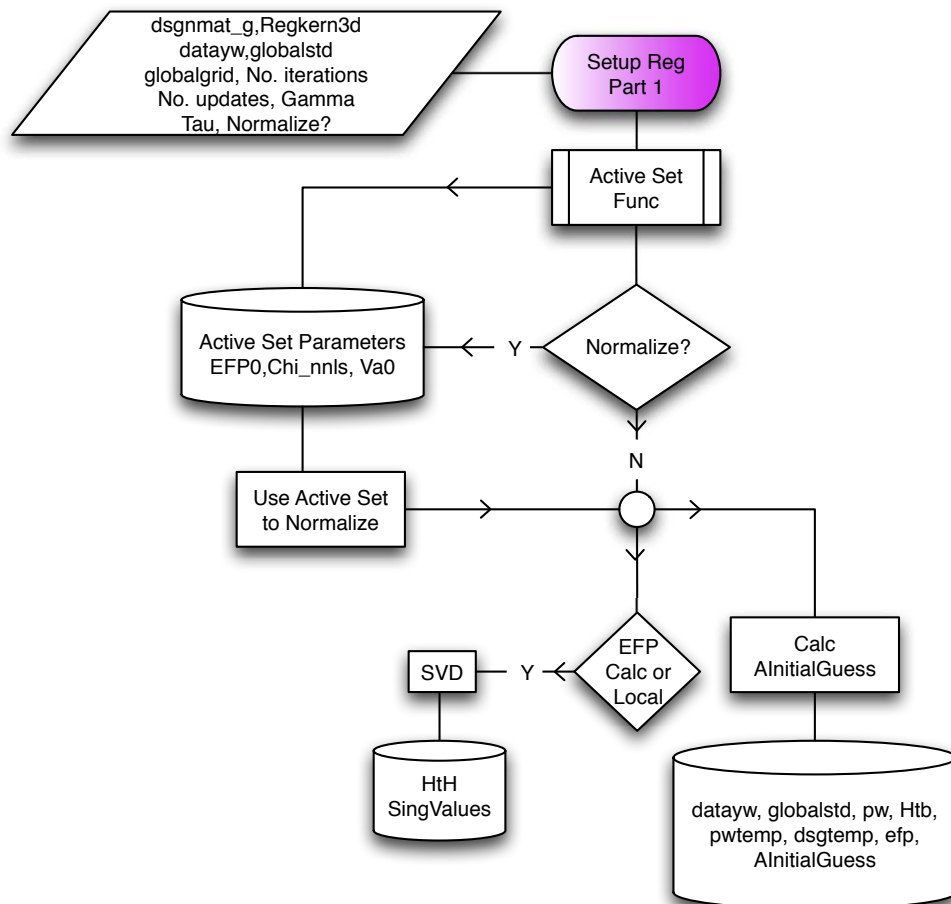 dsgnmat_g,Regkern3d
datayw,globalstd
globalgrid, No. iterations
No. updates, Gamma
Tau, Normalize?
Setup Reg
Part 1
Active Set
Func
Active Set Parameters
EFP0,Chi_nnls, Va0
Y
Normalize?
N
Use Active Set
to Normalize
EFP
Calc or
Local
Y
SVD
Calc
AInitialGuess
HtH
SingValues
datayw, globalstd, pw, Htb,
pwtemp, dsgtemp, efp,
AInitialGuess